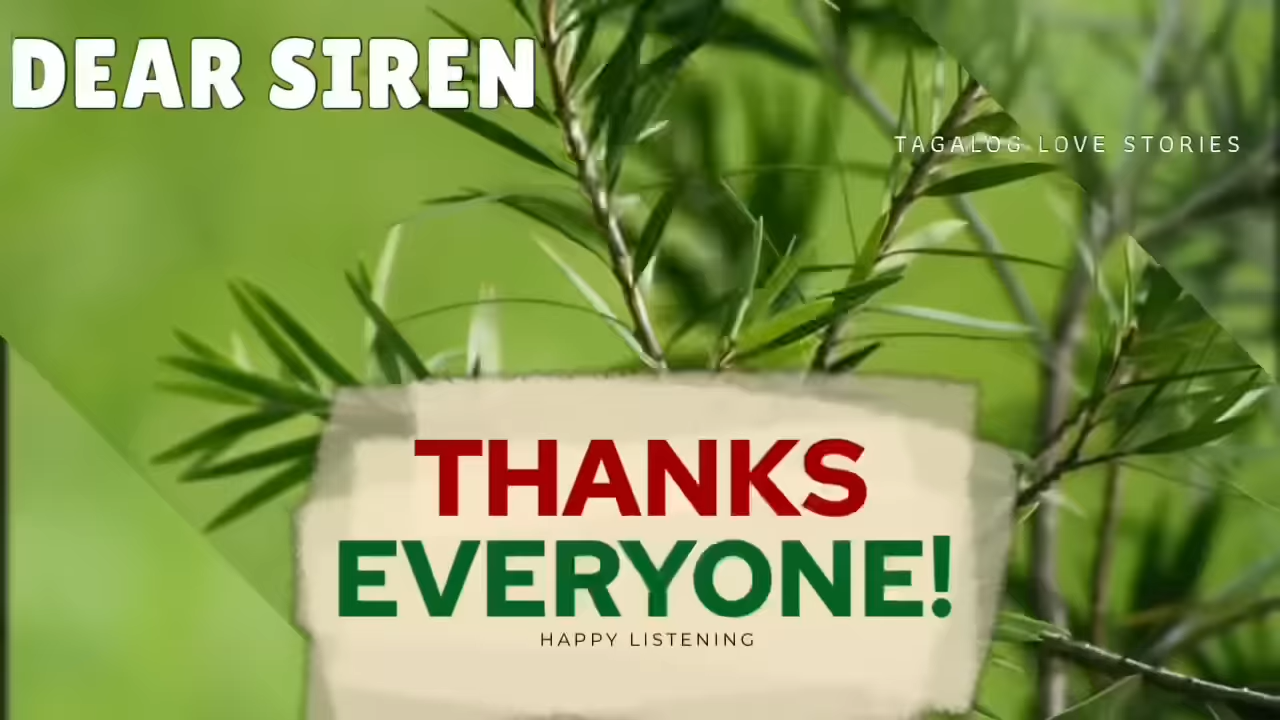 DEAR SIREN
TAGALOG LOVE STORIES
THANKS
EVERYONE!
HAPPY LISTENING